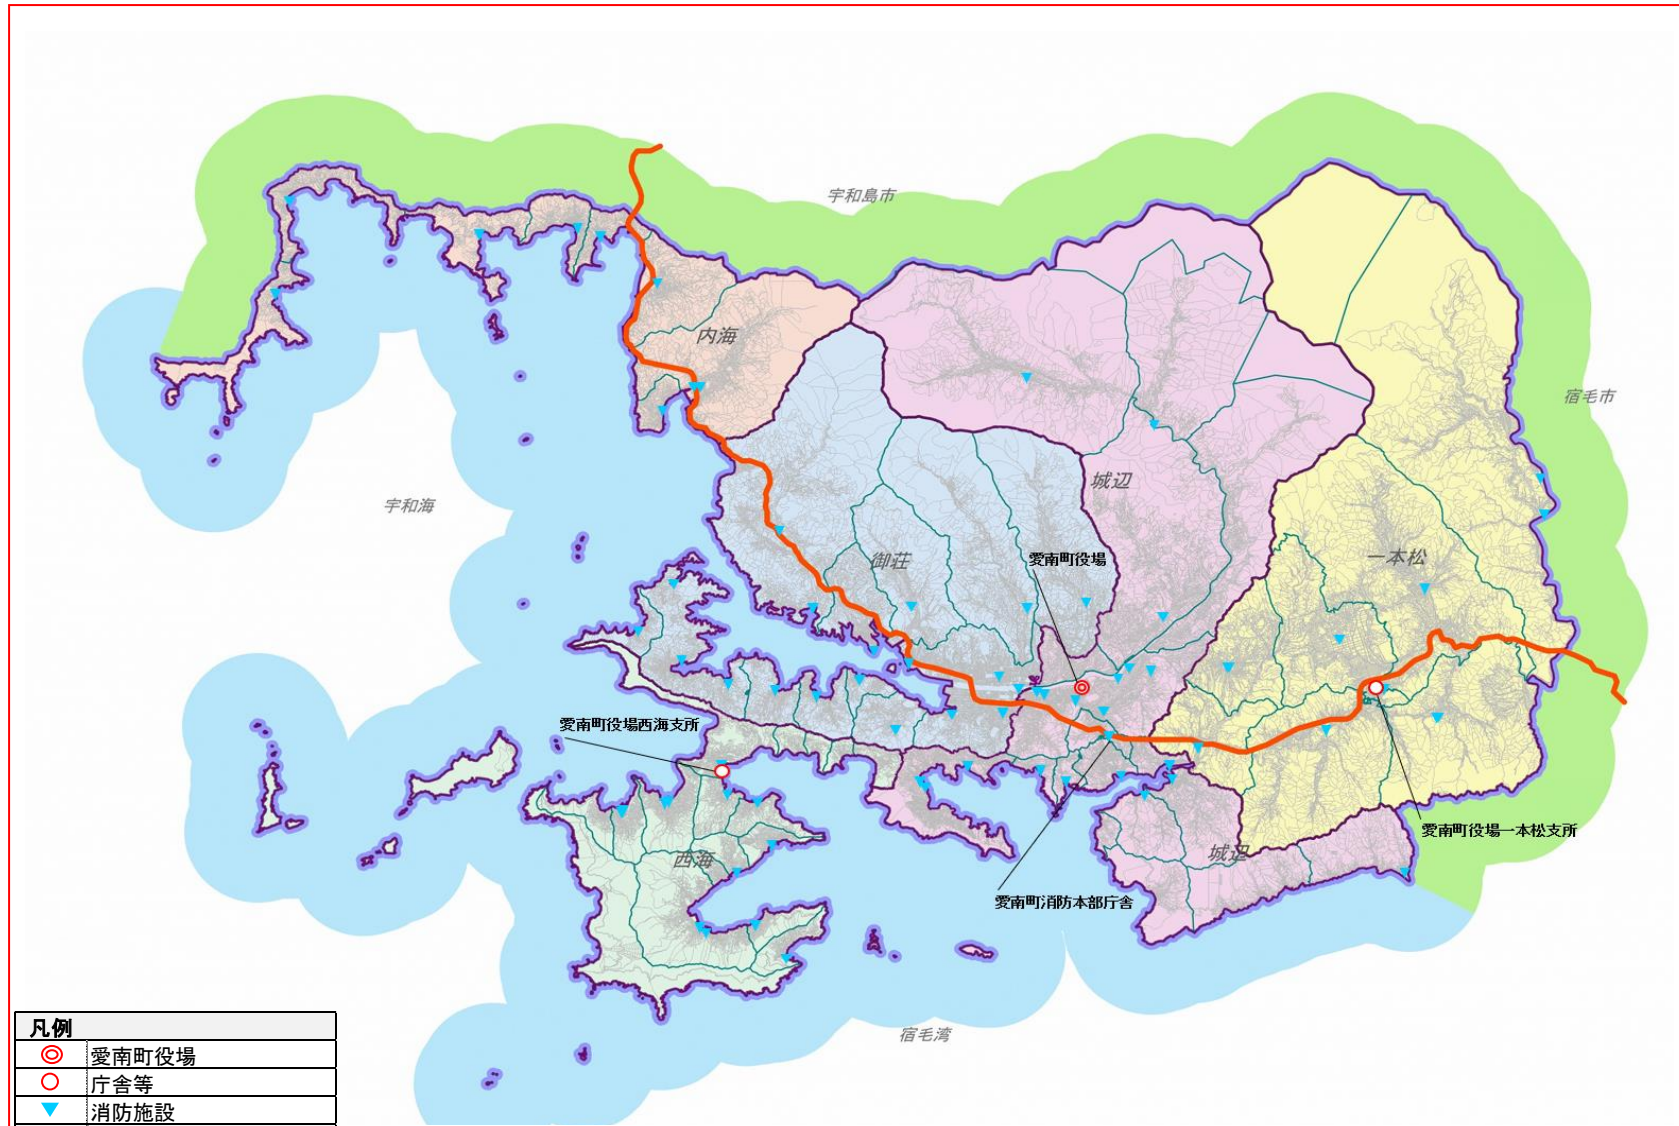 宇和島市
内海
宿毛市
城辺
宇和海
御荘
愛南町役場
一本松
愛南町役場西海支所
愛南町役場一本松支所
西海
城辺
愛南町消防本部庁舎
宿毛湾
凡例
愛南町役場
庁舎等
消防施設